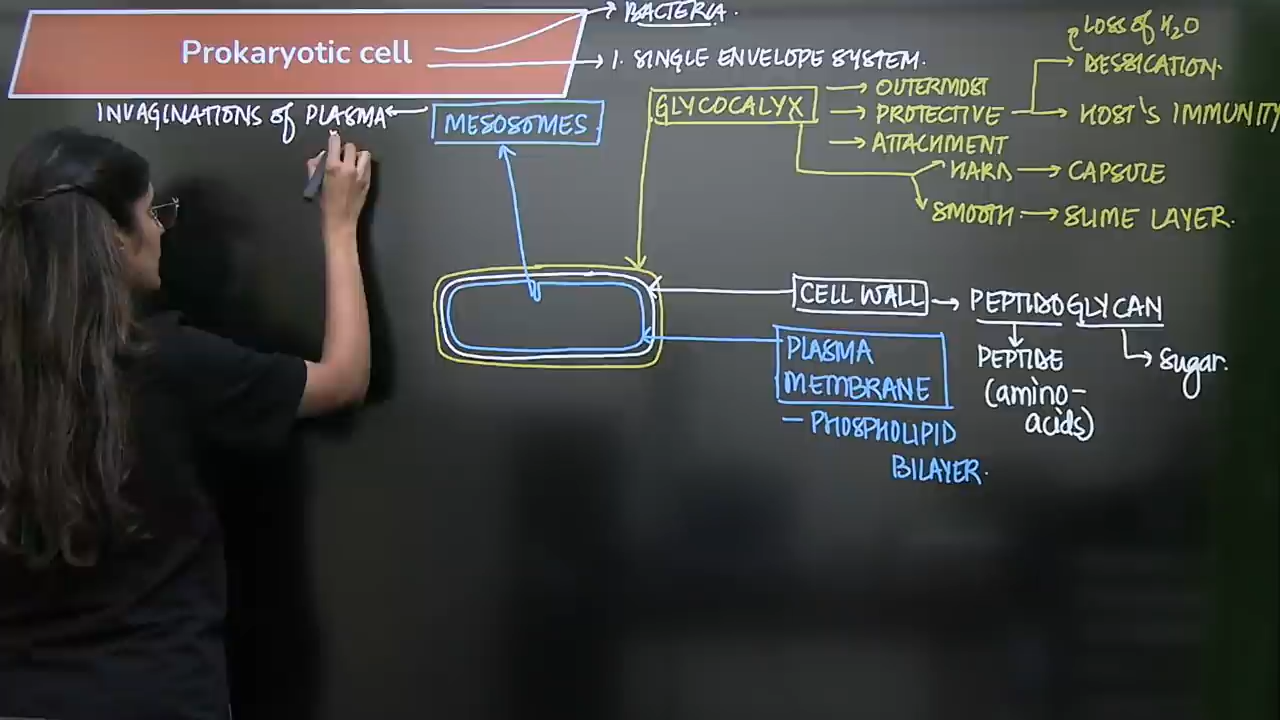 BACTERIA.
Prokaryotic cell
1. SINGLE ENVELOPE SYSTEM.
INVAGINATIONS of PLASMA
MESOSOMES
GLYCOCALYX
OUTERMOST
PROTECTIVE
ATTACHMENT
LOSS of H2O
DESSICATION.
HOST'S IMMUNITY
HARD → CAPSULE
SMOOTH → SLIME LAYER.
CELL WALL → PEPTIDOGLYCAN
PEPTIDE
(amino-
acids)
Sugar.
PLASMA
MEMBRANE
— PHOSPHOLIPID
BILAYER.